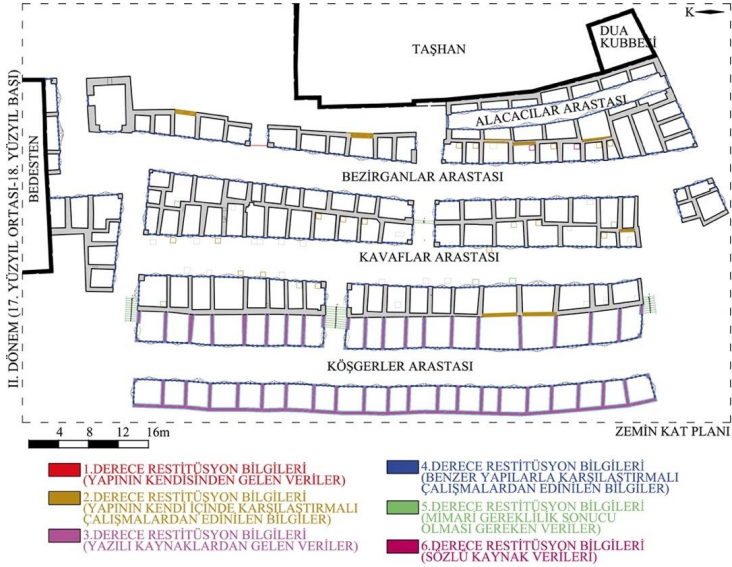 K
TAŞHAN
DUA
KUBBESİ
ALACACILAR ARASTASI
BEZİRGANLAR ARASTASI
BEDESTEN
KAVAFLAR ARASTASI
KÖŞGERLER ARASTASI
II. DÖNEM (17. YÜZYIL ORTASI-18. YÜZYIL BAŞI)
4 8 12 16m
ZEMİN KAT PLANI
1.DERECE RESTİTÜSYON BİLGİLERİ
(YAPININ KENDİSİNDEN GELEN VERİLER)
2.DERECE RESTİTÜSYON BİLGİLERİ
(YAPININ KENDİ İÇİNDE KARŞILAŞTIRMALI
ÇALIŞMALARDAN EDİNİLEN BİLGİLER)
3.DERECE RESTİTÜSYON BİLGİLERİ
(YAZILI KAYNAKLARDAN GELEN VERİLER)
4.DERECE RESTİTÜSYON BİLGİLERİ
(BENZER YAPILARLA KARŞILAŞTIRMALI
ÇALIŞMALARDAN EDİNİLEN BİLGİLER)
5.DERECE RESTİTÜSYON BİLGİLERİ
(MİMARİ GEREKLİLİK SONUCU
OLMASI GEREKEN VERİLER)
6.DERECE RESTİTÜSYON BİLGİLERİ
(SÖZLÜ KAYNAK VERİLERİ)